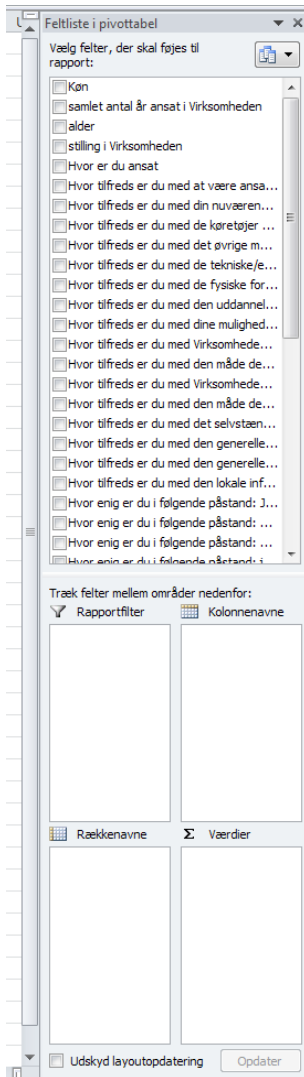 Feltliste i pivottabel
Vælg felter, der skal føjes til
rapport:
Køn
samlet antal år ansat i Virksomheden
alder
stilling i Virksomheden
Hvor er du ansat
Hvor tilfreds er du med at være ansa...
Hvor tilfreds er du med din nuværen...
Hvor tilfreds er du med de køretøjer ...
Hvor tilfreds er du med det øvrige m...
Hvor tilfreds er du med de tekniske/e...
Hvor tilfreds er du med de fysiske for...
Hvor tilfreds er du med den uddannel...
Hvor tilfreds er du med dine mulighed...
Hvor tilfreds er du med Virksomhede...
Hvor tilfreds er du med den måde de...
Hvor tilfreds er du med Virksomhede...
Hvor tilfreds er du med den måde de...
Hvor tilfreds er du med det selvstæn...
Hvor tilfreds er du med den generelle...
Hvor tilfreds er du med den generelle...
Hvor tilfreds er du med den lokale inf...
Hvor enig er du i følgende påstand: J...
Hvor enig er du i følgende påstand: ...
Hvor enig er du i følgende påstand: ...
Hvor enig er du i følgende påstand: i
Træk felter mellem områder nedenfor:
Rapportfilter
Kolonnenavne
Rækkenavne
Σ Værdier
Udskyd layoutopdatering
Opdater